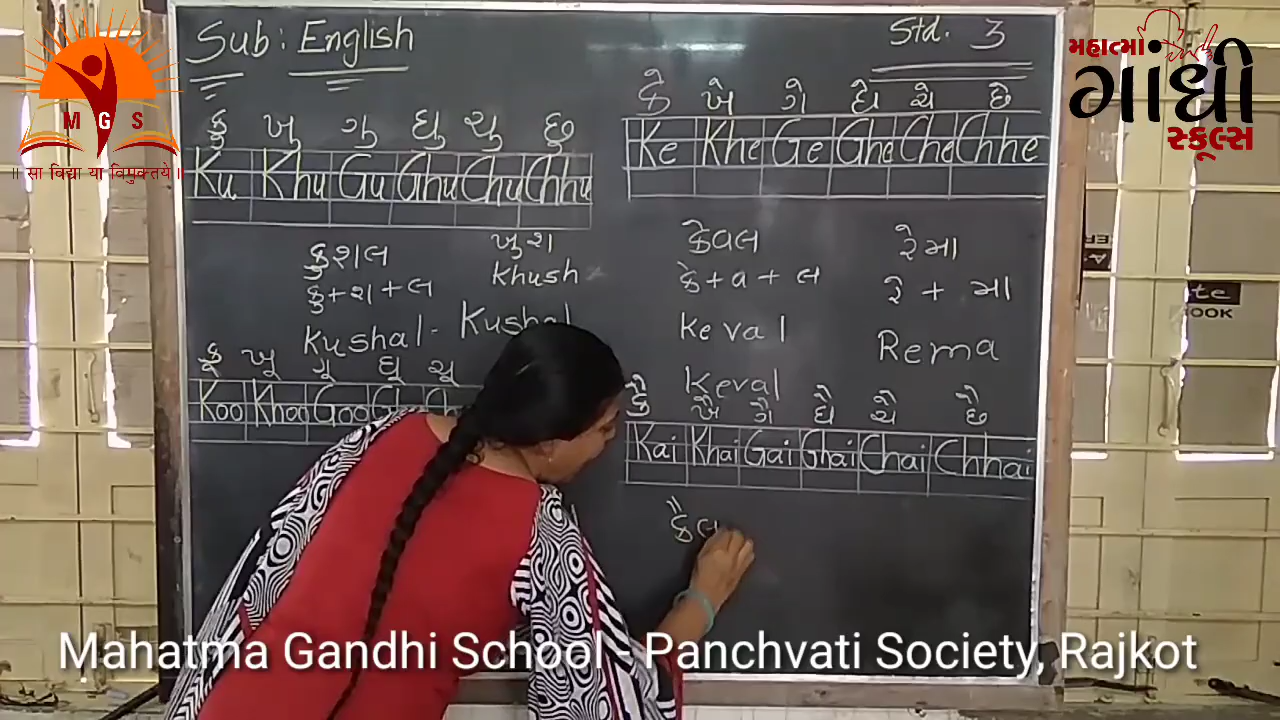 Sub: English
Std. 3
M G S
॥ सा विद्या या विमुक्तये ॥
મહાત્મા
ગાંધી
સ્કૂલ્સ
કુ ખુ ગુ ઘુ ચુ છુ
Ku Khu Gu Ghu Chu Chhu
કુશલ
કુ+શ+લ
Kushal - Kushal
ખુશ
Khush
કૂ ખૂ ગૂ ઘૂ ચૂ
Koo Khoo Goo
કે ખે ગે ઘે ચે છે
Ke Khe Ge Ghe Che Chhe
કેવલ
કે+વ+લ
Keval
Keval
રેમા
રે + મા
Rema
કૈ ખૈ ગૈ ઘૈ ચૈ છૈ
Kai Khai Gai Ghai Chai Chhai
કૈલ
Mahatma Gandhi School - Panchvati Society, Rajkot